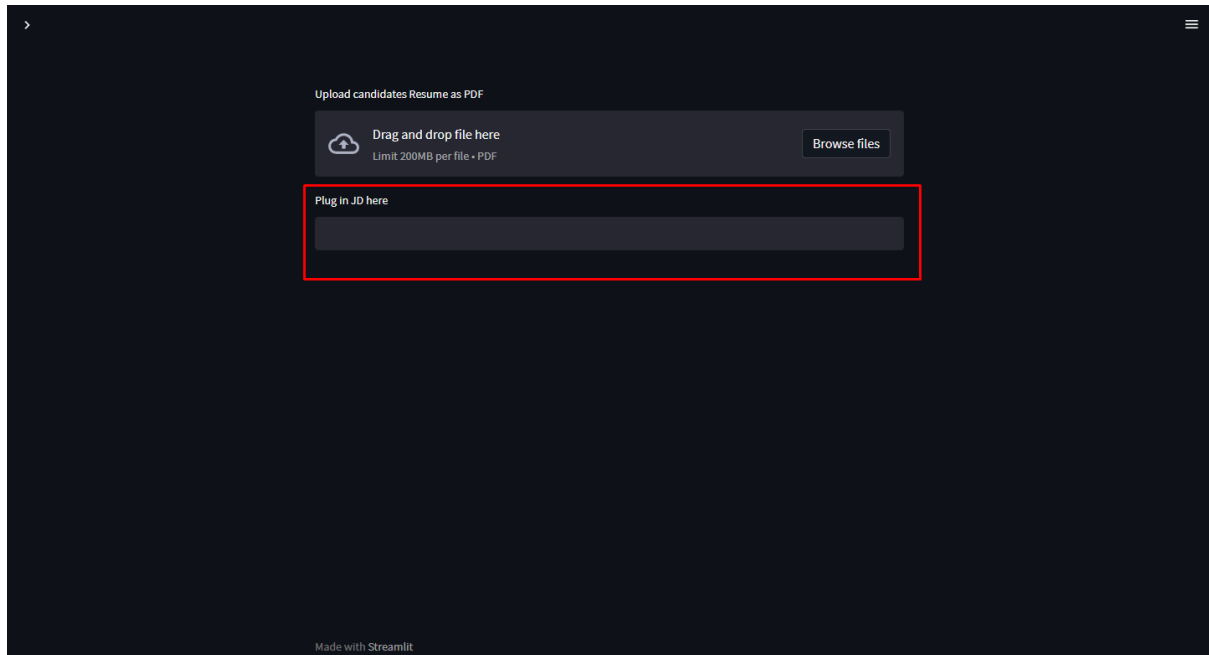 Upload candidates Resume as PDF
Drag and drop file here
Limit 200MB per file • PDF
Browse files
Plug in JD here
Made with Streamlit